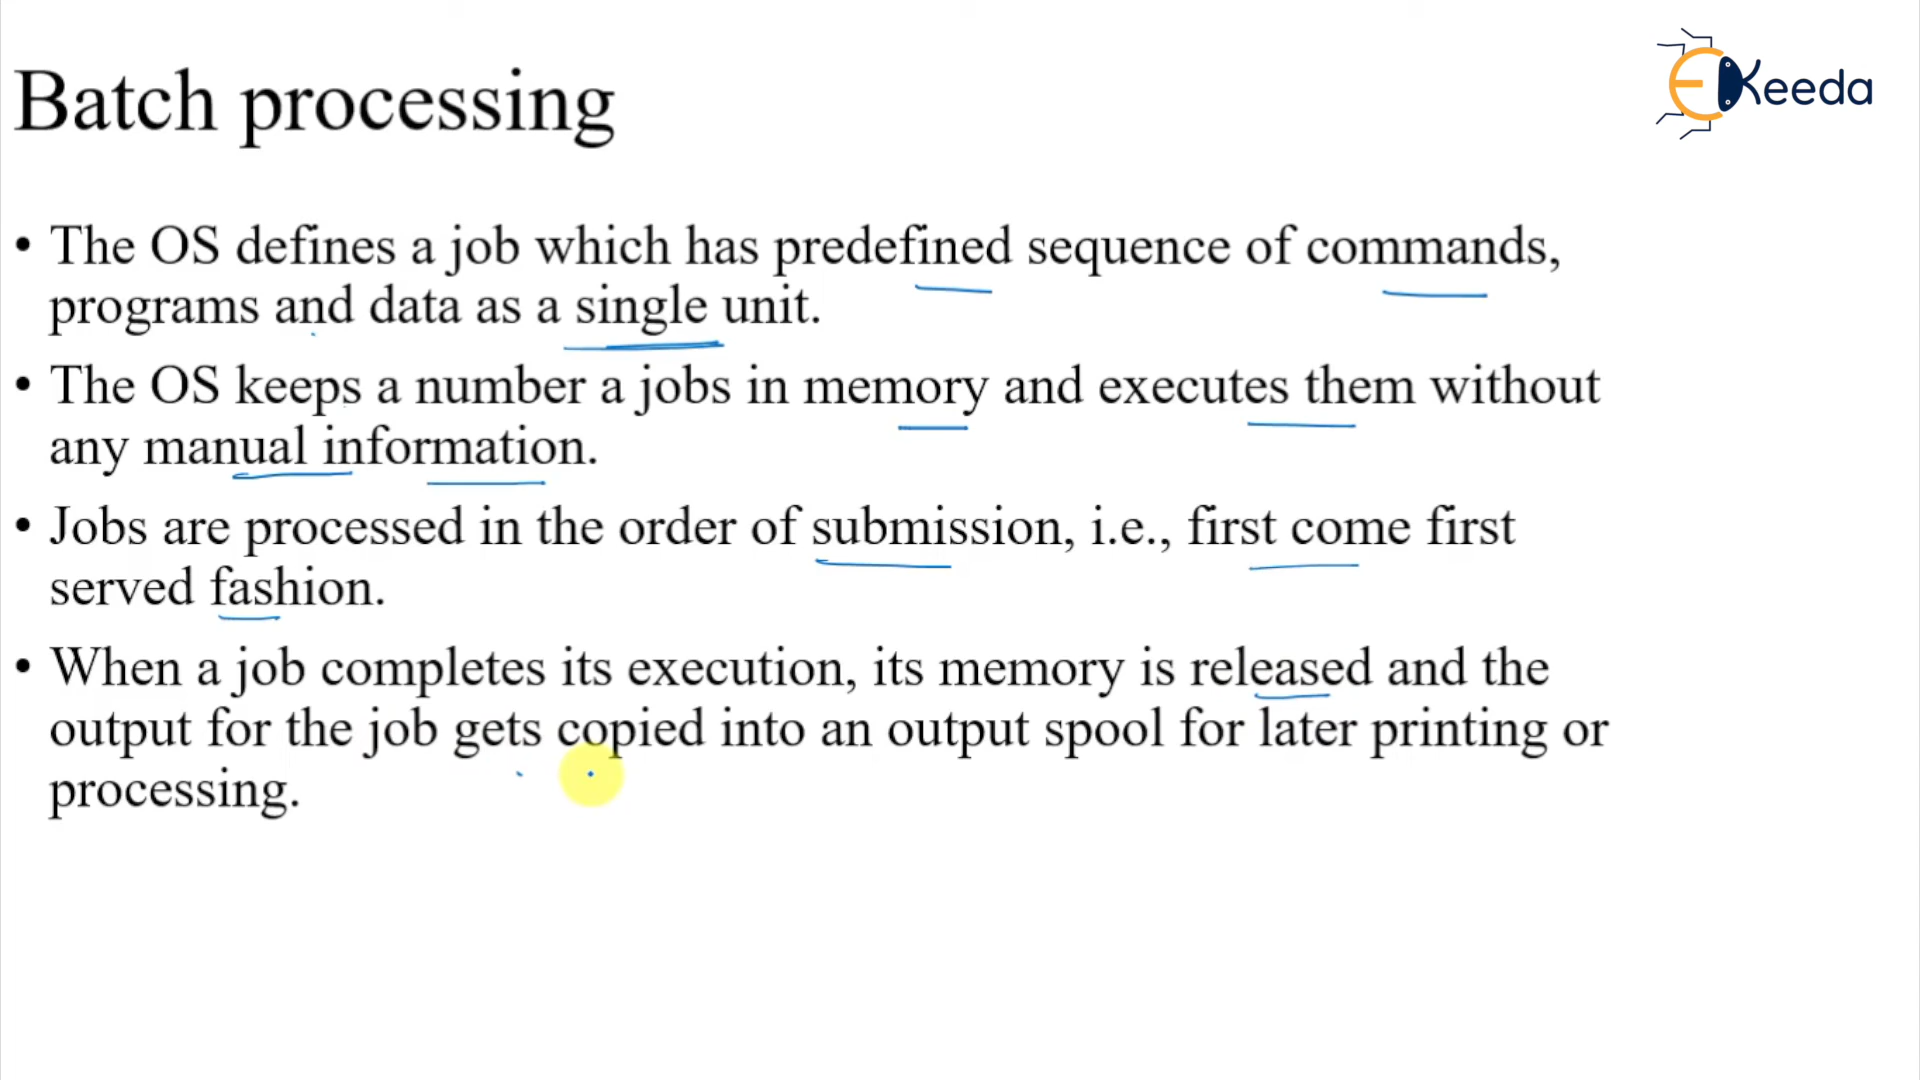 Batch processing
EKeeda
• The OS defines a job which has predefined sequence of commands,
programs and data as a single unit.
• The OS keeps a number a jobs in memory and executes them without
any manual information.
• Jobs are processed in the order of submission, i.e., first come first
served fashion.
• When a job completes its execution, its memory is released and the
output for the job gets copied into an output spool for later printing or
processing.